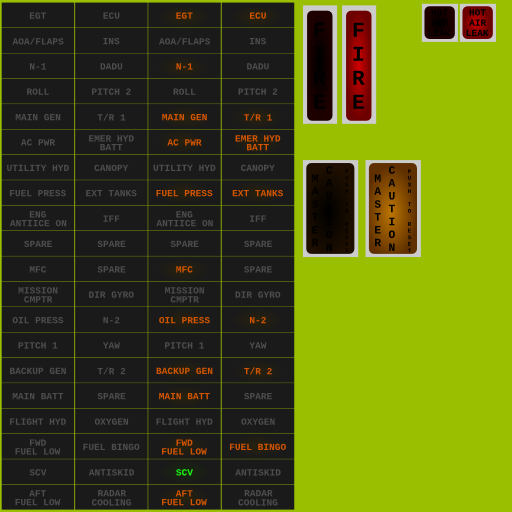 EGT ECU EGT ECU
AOA/FLAPS INS AOA/FLAPS INS
N-1 DADU N-1 DADU
ROLL PITCH 2 ROLL PITCH 2
MAIN GEN T/R 1 MAIN GEN T/R 1
AC PWR EMER HYD BATT AC PWR EMER HYD BATT
UTILITY HYD CANOPY UTILITY HYD CANOPY
FUEL PRESS EXT TANKS FUEL PRESS EXT TANKS
ENG ANTIICE ON IFF ENG ANTIICE ON IFF
SPARE SPARE SPARE SPARE
MFC SPARE MFC SPARE
MISSION CMPTR DIR GYRO MISSION CMPTR DIR GYRO
OIL PRESS N-2 OIL PRESS N-2
PITCH 1 YAW PITCH 1 YAW
BACKUP GEN T/R 2 BACKUP GEN T/R 2
MAIN BATT SPARE MAIN BATT SPARE
FLIGHT HYD OXYGEN FLIGHT HYD OXYGEN
FWD FUEL LOW FUEL BINGO FWD FUEL LOW FUEL BINGO
SCV ANTISKID SCV ANTISKID
AFT FUEL LOW RADAR COOLING AFT FUEL LOW RADAR COOLING
FIRE
FIRE
HOT
AIR
LEAK
MASTER
CAUTION
MASTER
CAUTION
PUSH TO RESET